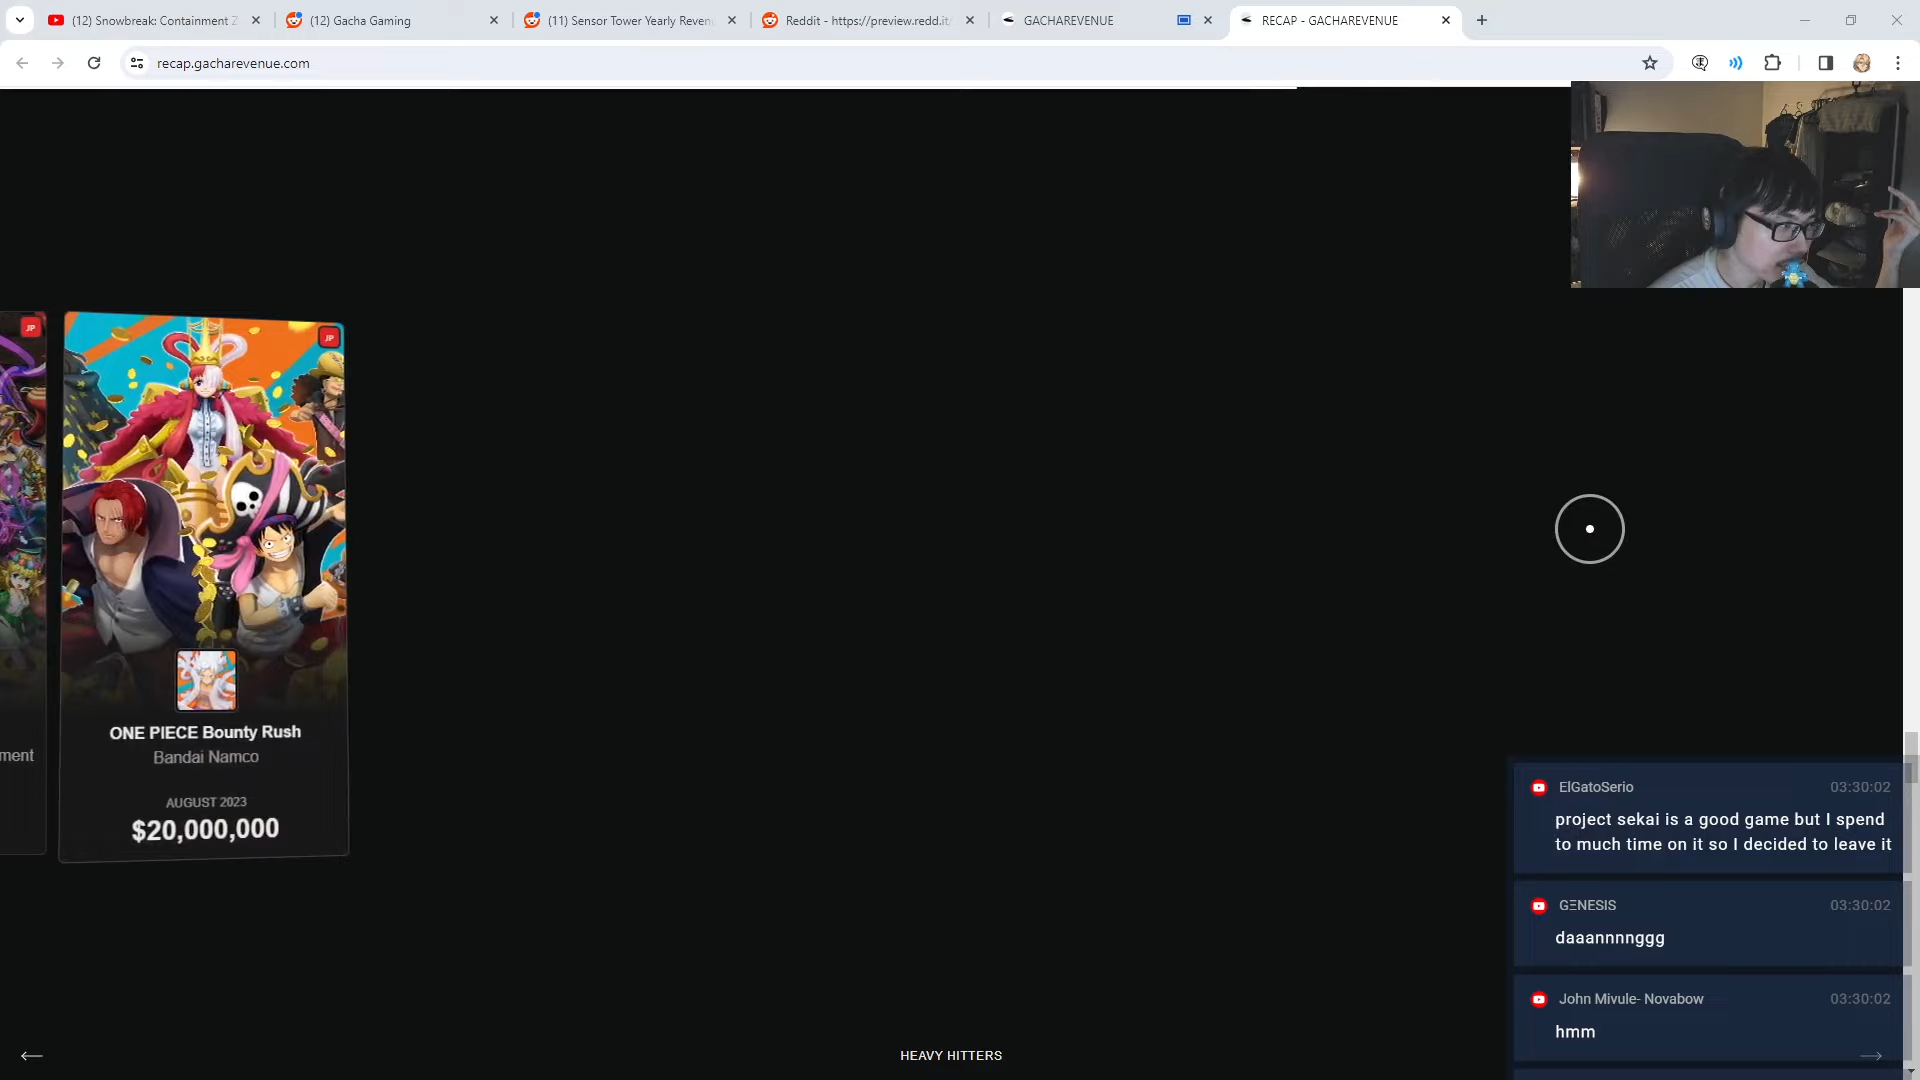 (12) Snowbreak: Containment Z
(12) Gacha Gaming
(11) Sensor Tower Yearly Revenu
Reddit - https://preview.redd.it/
GACHAREVENUE
RECAP - GACHAREVENUE
recap.gacharevenue.com
JP
JP
ONE PIECE Bounty Rush
Bandai Namco
ment
AUGUST 2023
$20,000,000
ElGatoSerio 03:30:02
project sekai is a good game but I spend
to much time on it so I decided to leave it
GΞNESIS 03:30:02
daaannnnggg
John Mivule- Novabow 03:30:02
hmm
HEAVY HITTERS